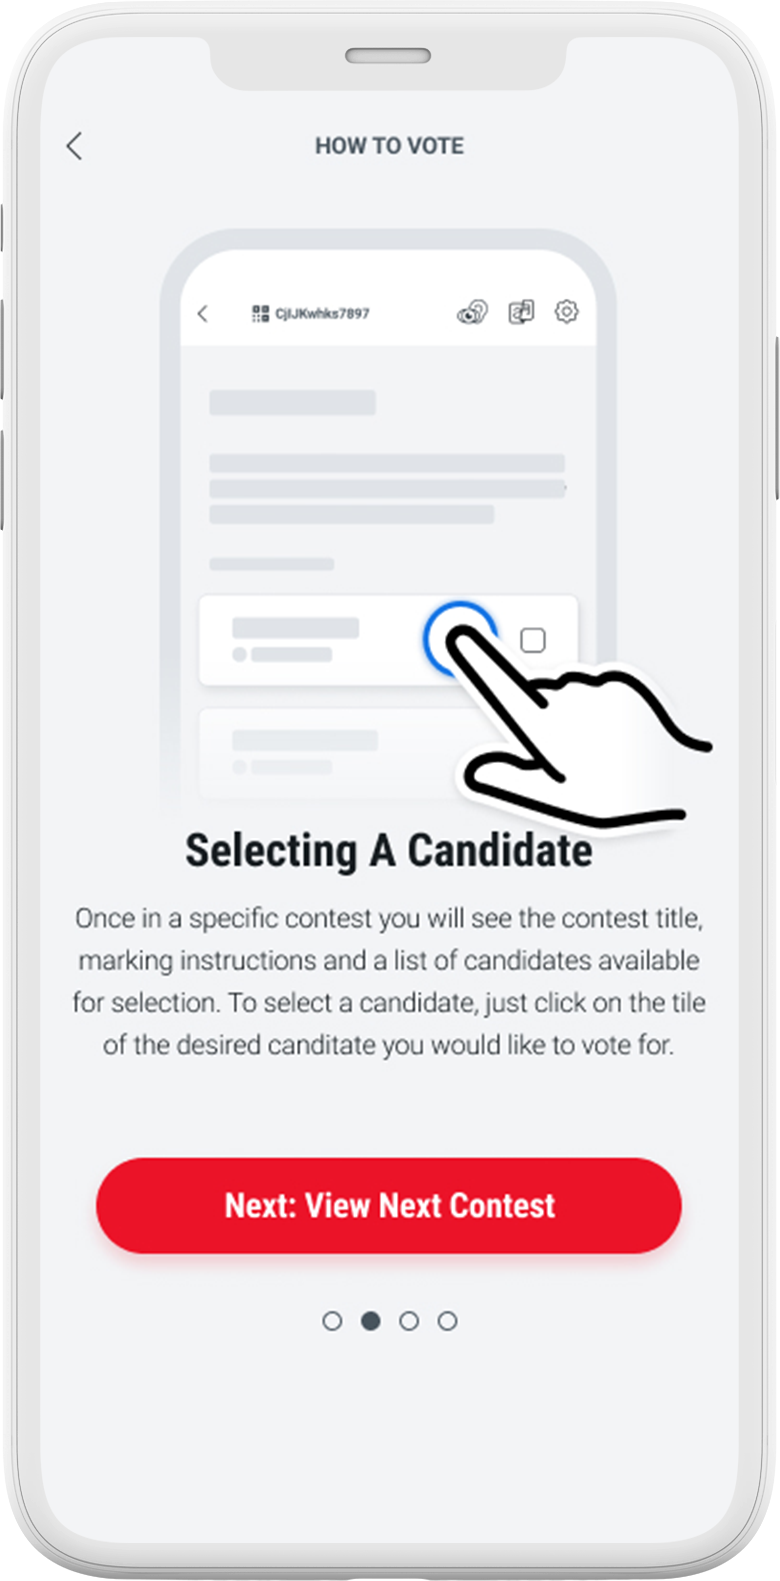 HOW TO VOTE
CjIJKwhks7897
Selecting A Candidate
Once in a specific contest you will see the contest title,
marking instructions and a list of candidates available
for selection. To select a candidate, just click on the tile
of the desired canditate you would like to vote for.
Next: View Next Contest